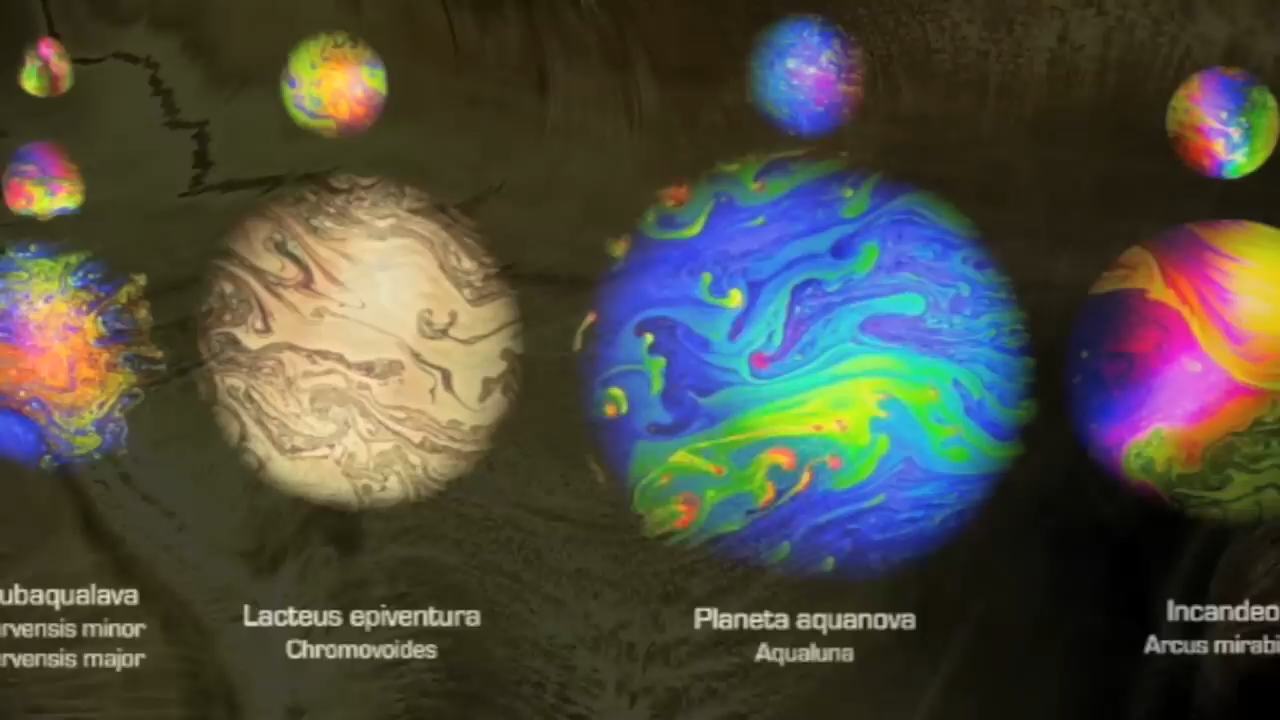 ubaqualava
rvensis minor
rvensis major
Lacteus epiventura
Chromovoides
Planeta aquanova
Aqualuna
Incandeo
Arcus mirabi